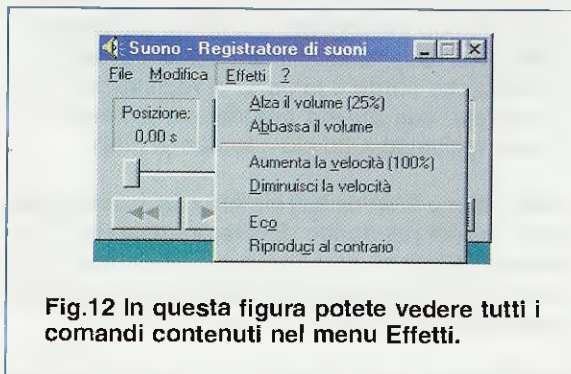 Suono - Registratore di suoni
File Modifica Effetti ?
Posizione:
0,00 s
Alza il volume (25%)
Abbassa il volume
Aumenta la velocità (100%)
Diminuisci la velocità
Eco
Riproduci al contrario
Fig.12 In questa figura potete vedere tutti i
comandi contenuti nel menu Effetti.